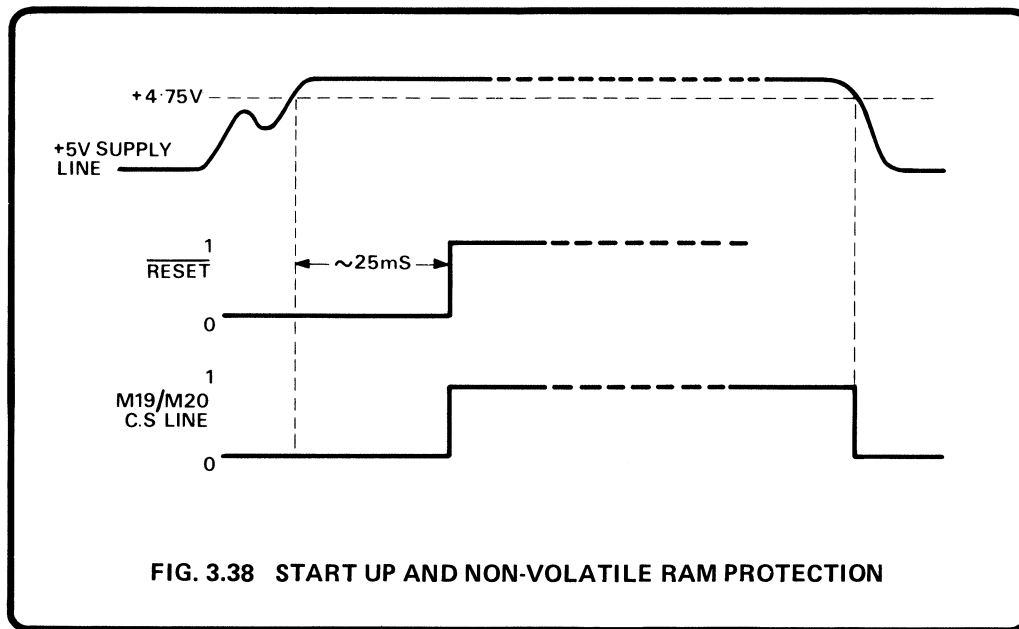 +4·75V
+5V SUPPLY
LINE
1
RESET
~25mS
0
1
M19/M20
C.S LINE
0
FIG. 3.38 START UP AND NON-VOLATILE RAM PROTECTION